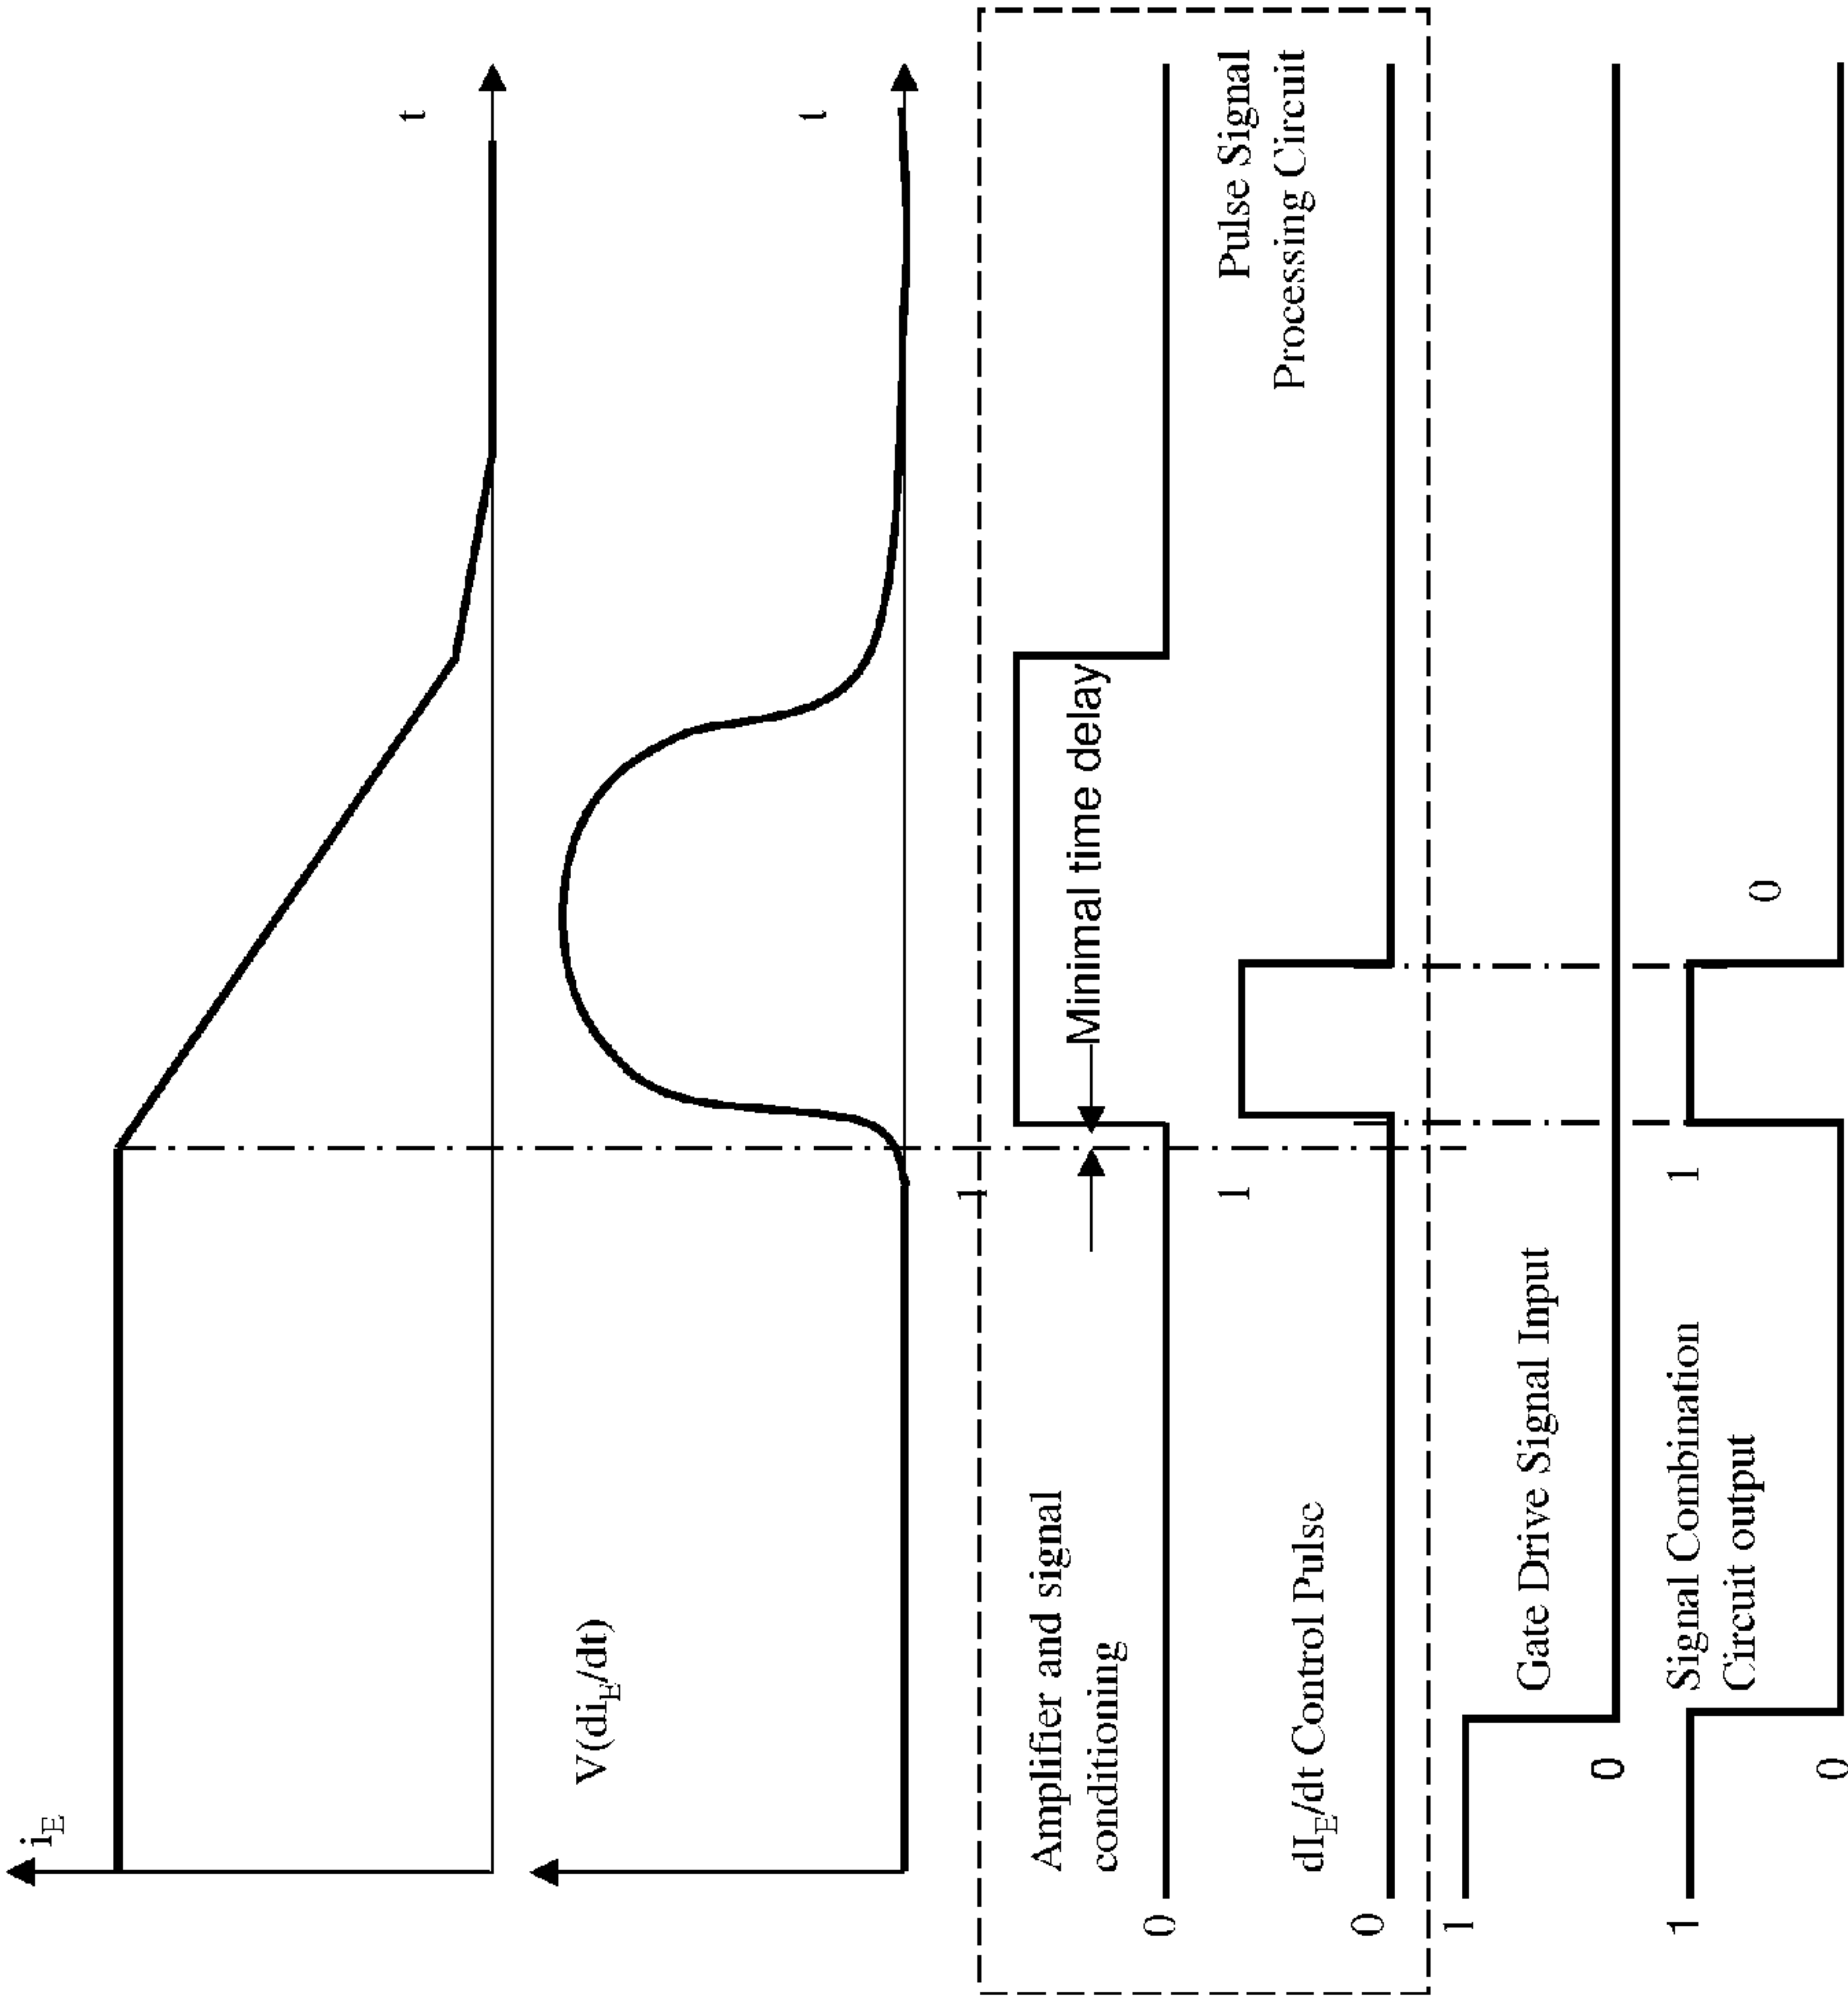 i_E
t
V(di_E/dt)
t
1
Amplifier and signal
conditioning
Minimal time delay
0
Pulse Signal
Processing Circuit
1
dI_E/dt Control Pulse
0
1
Gate Drive Signal Input
0
1
1
Signal Combination
Circuit output
0
0